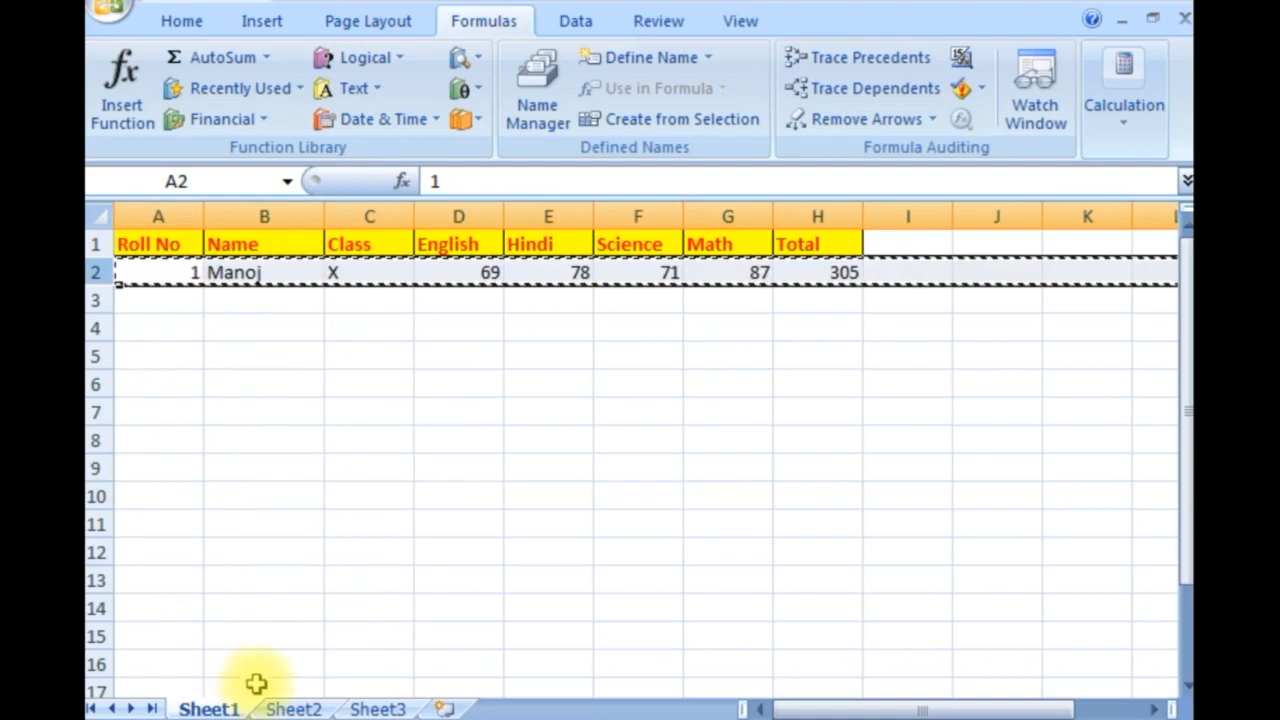 Home Insert Page Layout Formulas Data Review View
fx Insert Function
Σ AutoSum
Recently Used
Financial
Logical
Text
Date & Time
θ
Function Library
Name Manager
Define Name
Use in Formula
Create from Selection
Defined Names
Trace Precedents
Trace Dependents
Remove Arrows
Watch Window
Formula Auditing
Calculation
A2 fx 1
A B C D E F G H I J K L
1 Roll No Name Class English Hindi Science Math Total
2 1 Manoj X 69 78 71 87 305
3
4
5
6
7
8
9
10
11
12
13
14
15
16
17
Sheet1 Sheet2 Sheet3